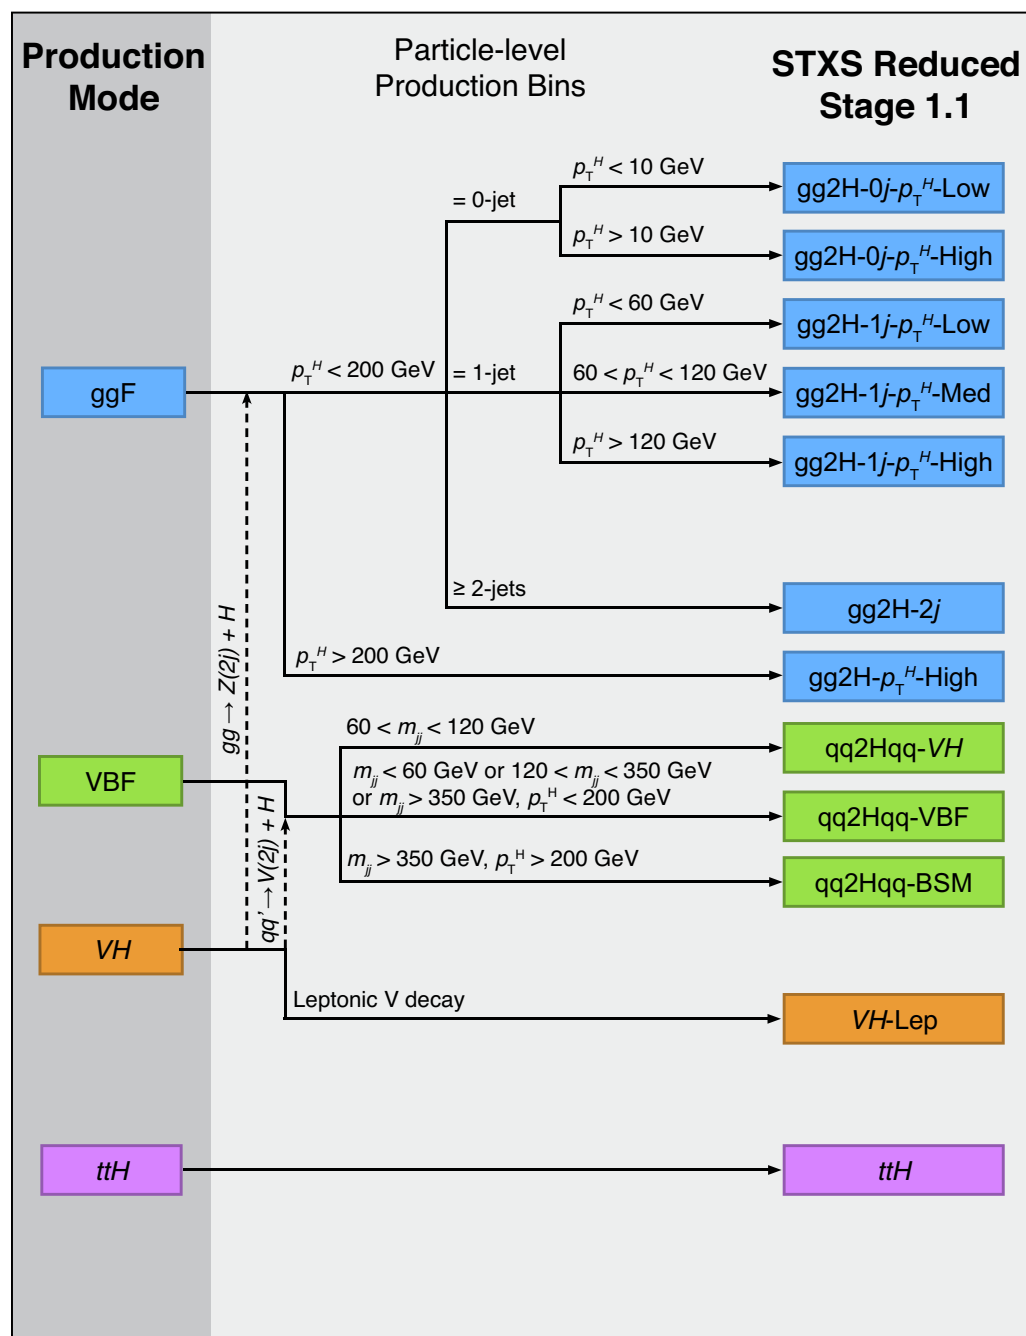 Production
Mode
Particle-level
Production Bins
STXS Reduced
Stage 1.1
p_T^H < 10 GeV
gg2H-0j-p_T^H-Low
= 0-jet
p_T^H > 10 GeV
gg2H-0j-p_T^H-High
p_T^H < 60 GeV
gg2H-1j-p_T^H-Low
ggF
p_T^H < 200 GeV
= 1-jet
60 < p_T^H < 120 GeV
gg2H-1j-p_T^H-Med
p_T^H > 120 GeV
gg2H-1j-p_T^H-High
≥ 2-jets
gg2H-2j
p_T^H > 200 GeV
gg2H-p_T^H-High
gg → Z(2j) + H
60 < m_jj < 120 GeV
qq2Hqq-VH
VBF
m_jj < 60 GeV or 120 < m_jj < 350 GeV
or m_jj > 350 GeV, p_T^H < 200 GeV
qq2Hqq-VBF
m_jj > 350 GeV, p_T^H > 200 GeV
qq2Hqq-BSM
qq' → V(2j) + H
VH
Leptonic V decay
VH-Lep
ttH
ttH